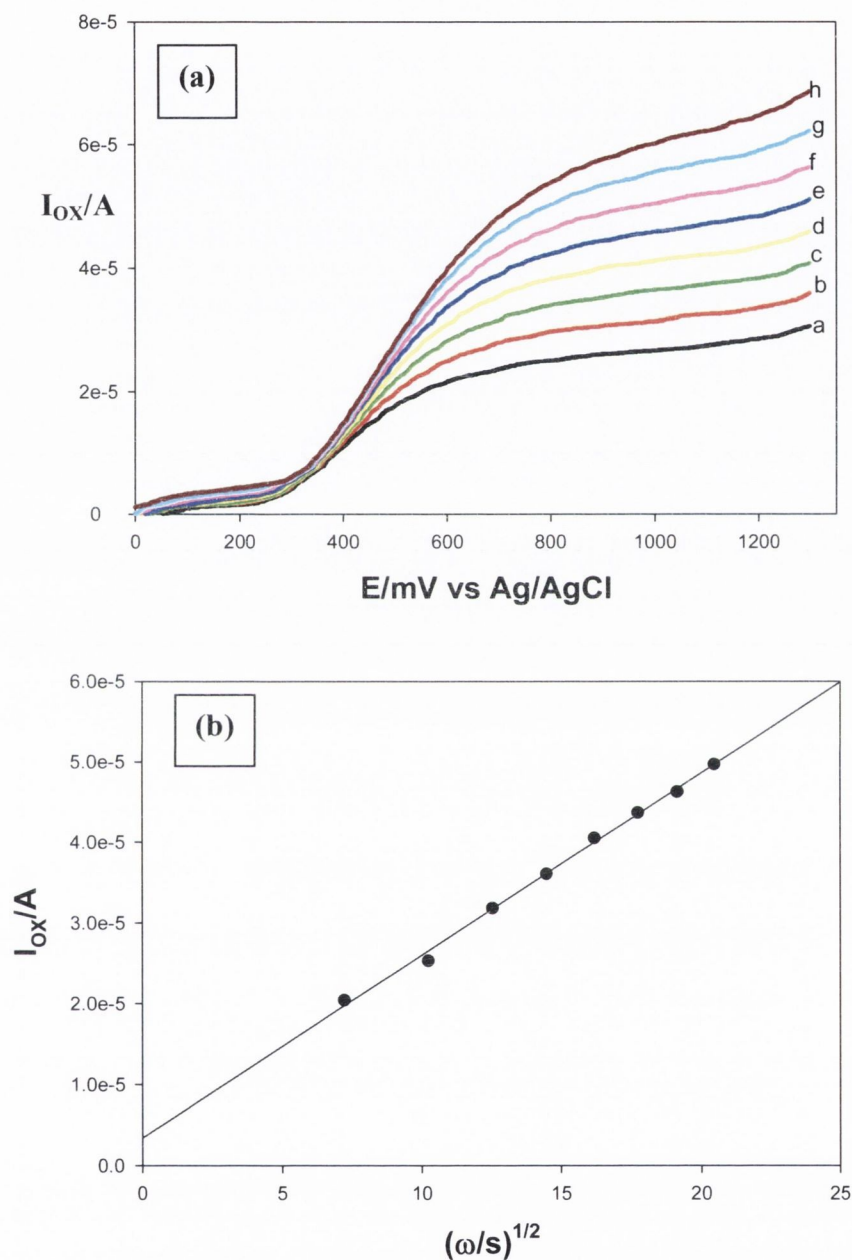 8e-5
(a)
h
g
6e-5
f
I_OX/A
e
d
4e-5
c
b
a
2e-5
0
0 200 400 600 800 1000 1200
E/mV vs Ag/AgCl
6.0e-5
(b)
5.0e-5
4.0e-5
I_OX/A
3.0e-5
2.0e-5
1.0e-5
0.0
0 5 10 15 20 25
(ω/s)^1/2